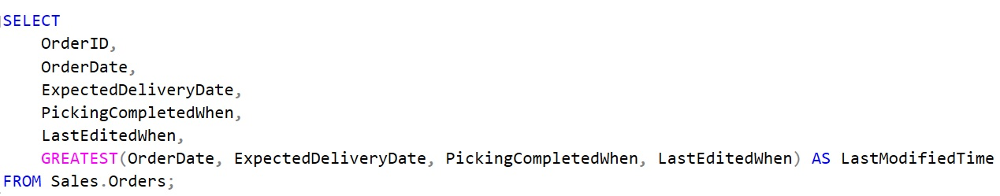 SELECT
OrderID,
OrderDate,
ExpectedDeliveryDate,
PickingCompletedWhen,
LastEditedWhen,
GREATEST(OrderDate, ExpectedDeliveryDate, PickingCompletedWhen, LastEditedWhen) AS LastModifiedTime
FROM Sales.Orders;